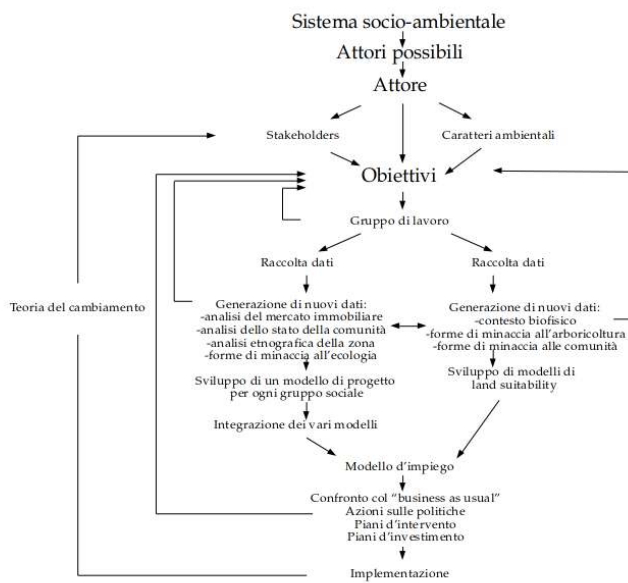 Sistema socio-ambientale
Attori possibili
Attore
Stakeholders
Caratteri ambientali
Obiettivi
Gruppo di lavoro
Raccolta dati
Raccolta dati
Teoria del cambiamento
Generazione di nuovi dati:
-analisi del mercato immobiliare
-analisi dello stato della comunità
-analisi etnografica della zona
-forme di minaccia all'ecologia
Generazione di nuovi dati:
-contesto biofisico
-forme di minaccia all'arboricoltura
-forme di minaccia alle comunità
Sviluppo di un modello di progetto
per ogni gruppo sociale
Sviluppo di modelli di
land suitability
Integrazione dei vari modelli
Modello d'impiego
Confronto col "business as usual"
Azioni sulle politiche
Piani d'intervento
Piani d'investimento
Implementazione